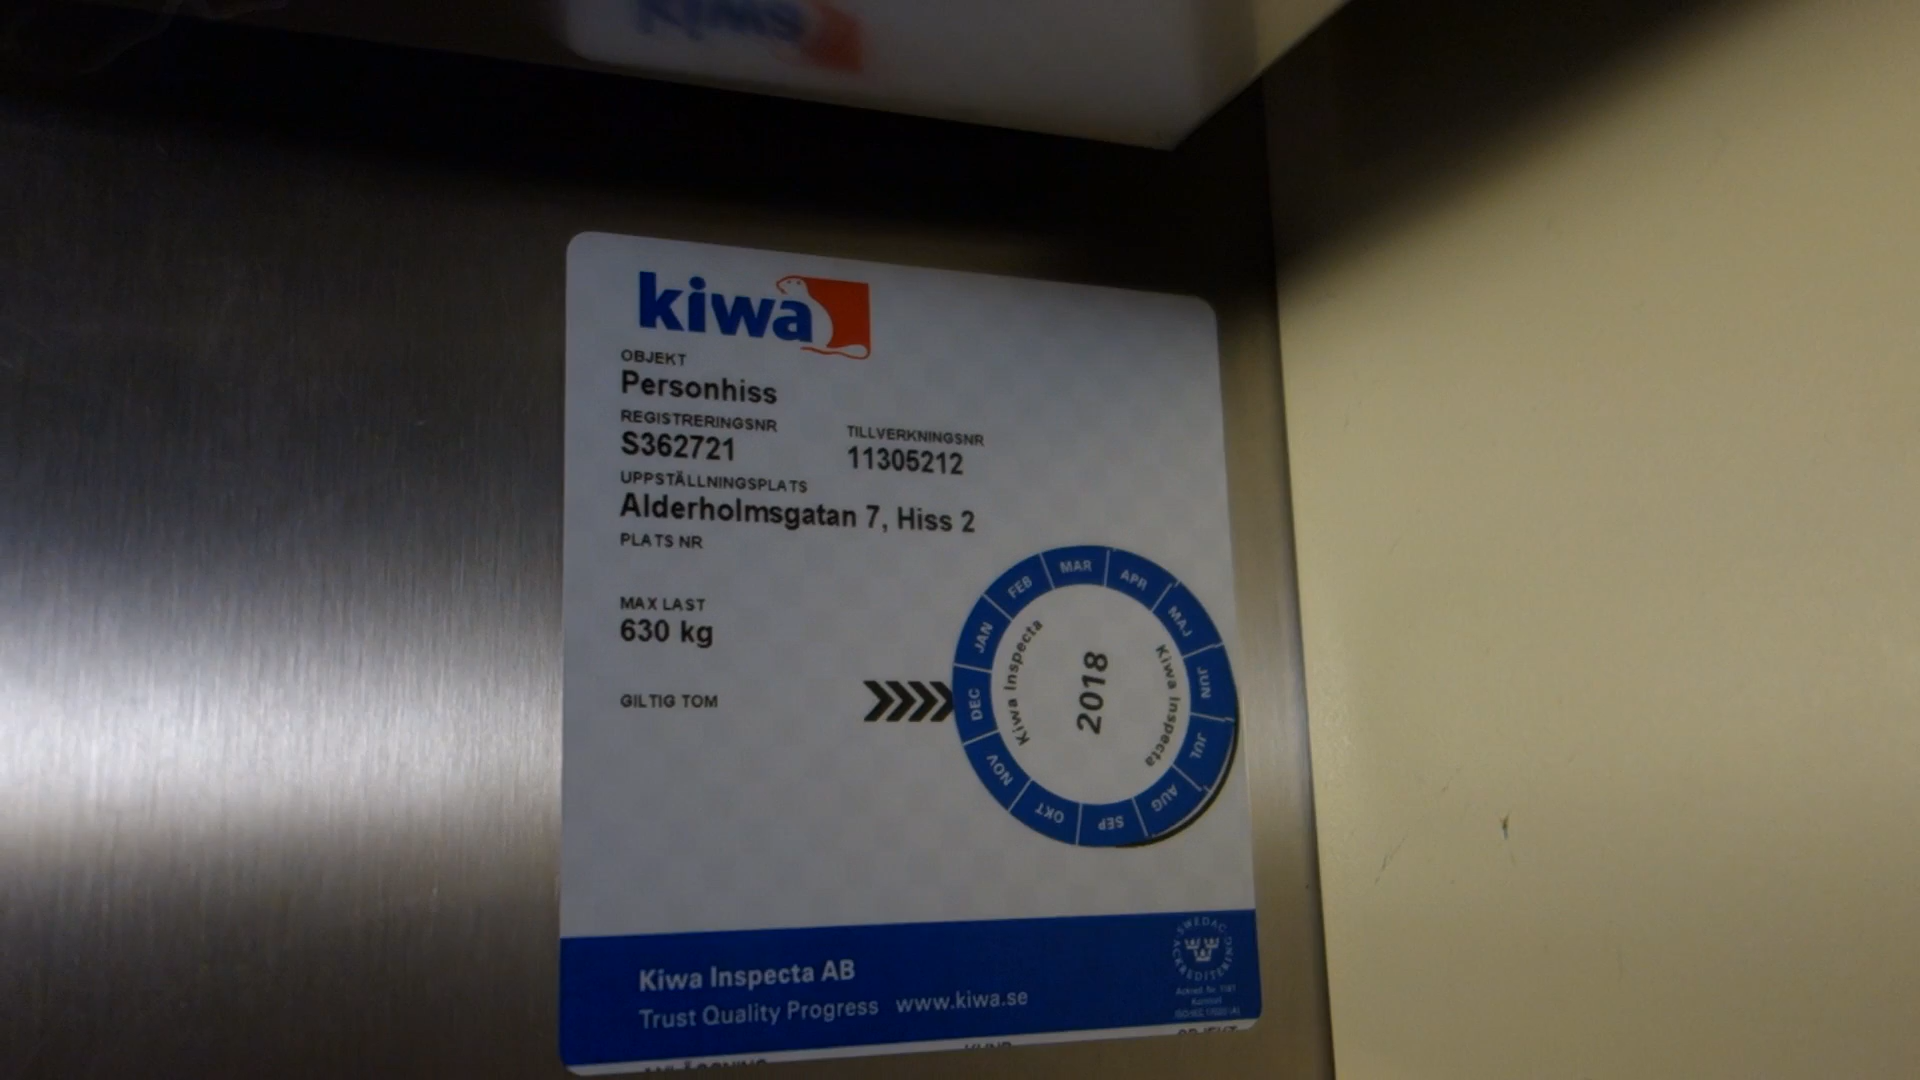 kiwa
OBJEKT
Personhiss
REGISTRERINGSNR TILLVERKNINGSNR
S362721 11305212
UPPSTÄLLNINGSPLATS
Alderholmsgatan 7, Hiss 2
PLATS NR
MAX LAST
630 kg
GILTIG TOM
JAN
FEB
MAR
APR
MAJ
JUN
JUL
AUG
SEP
OKT
NOV
DEC
Kiwa Inspecta
2018
Kiwa Inspecta
Kiwa Inspecta AB
Trust Quality Progress www.kiwa.se
SWEDAC
ACKREDITERING